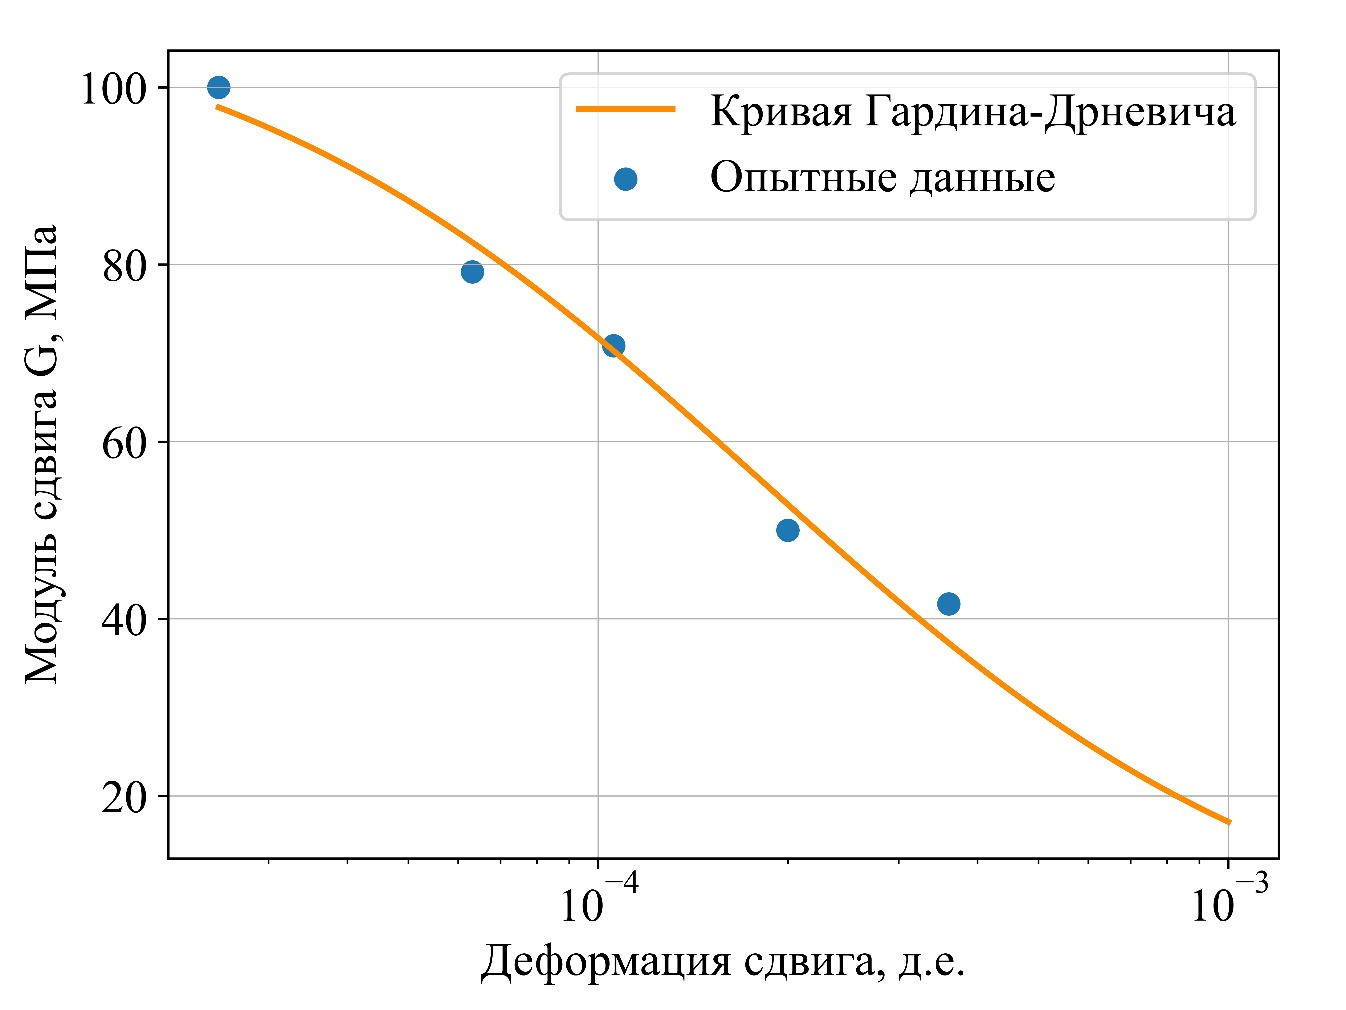 Модуль сдвига G, МПа
100
80
60
40
20
Кривая Гардина-Дрневича
Опытные данные
10⁻⁴
10⁻³
Деформация сдвига, д.е.